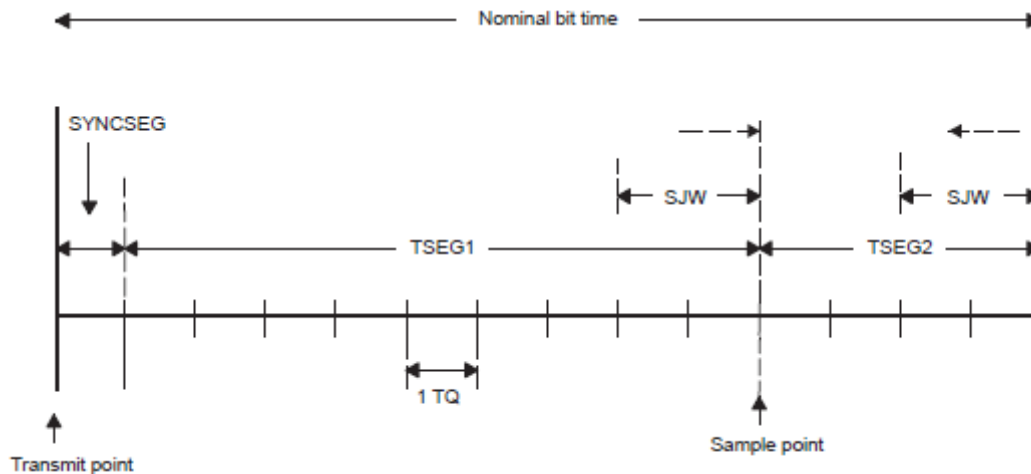 Nominal bit time
SYNCSEG
SJW
SJW
TSEG1
TSEG2
1 TQ
Sample point
Transmit point